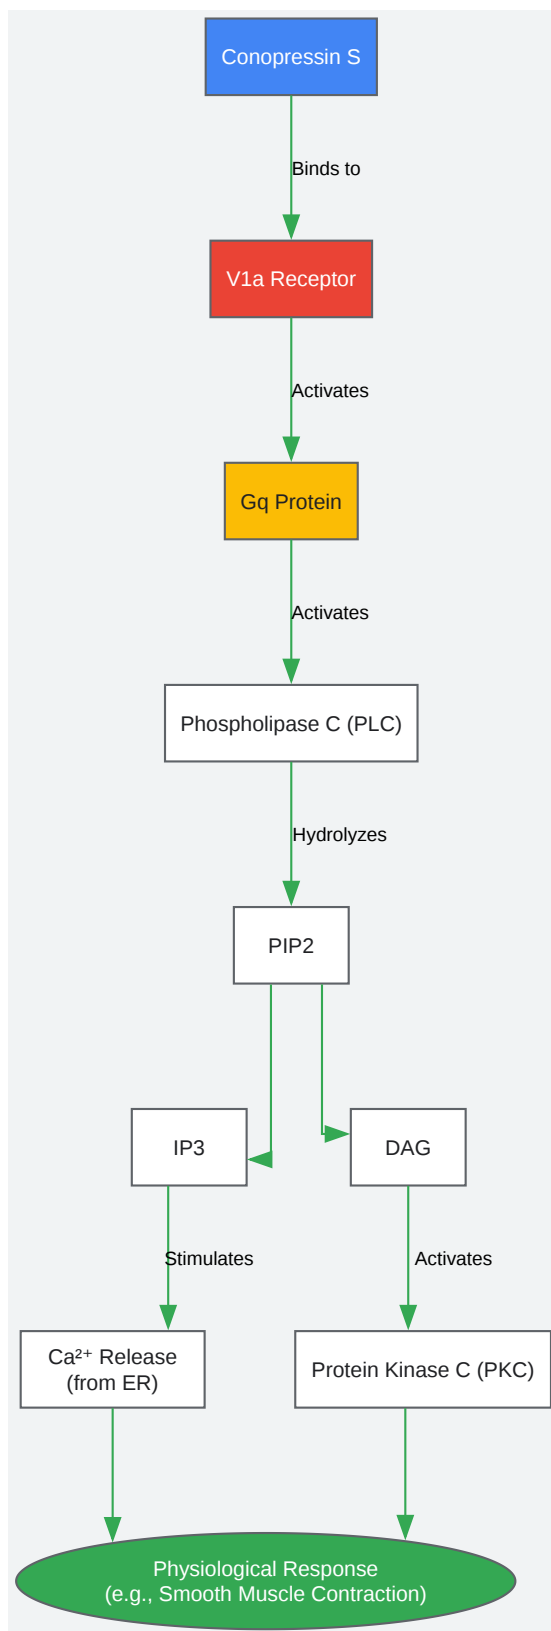 Conopressin S
Binds to
V1a Receptor
Activates
Gq Protein
Activates
Phospholipase C (PLC)
Hydrolyzes
PIP2
IP3
DAG
Stimulates
Activates
Ca²⁺ Release
(from ER)
Protein Kinase C (PKC)
Physiological Response
(e.g., Smooth Muscle Contraction)